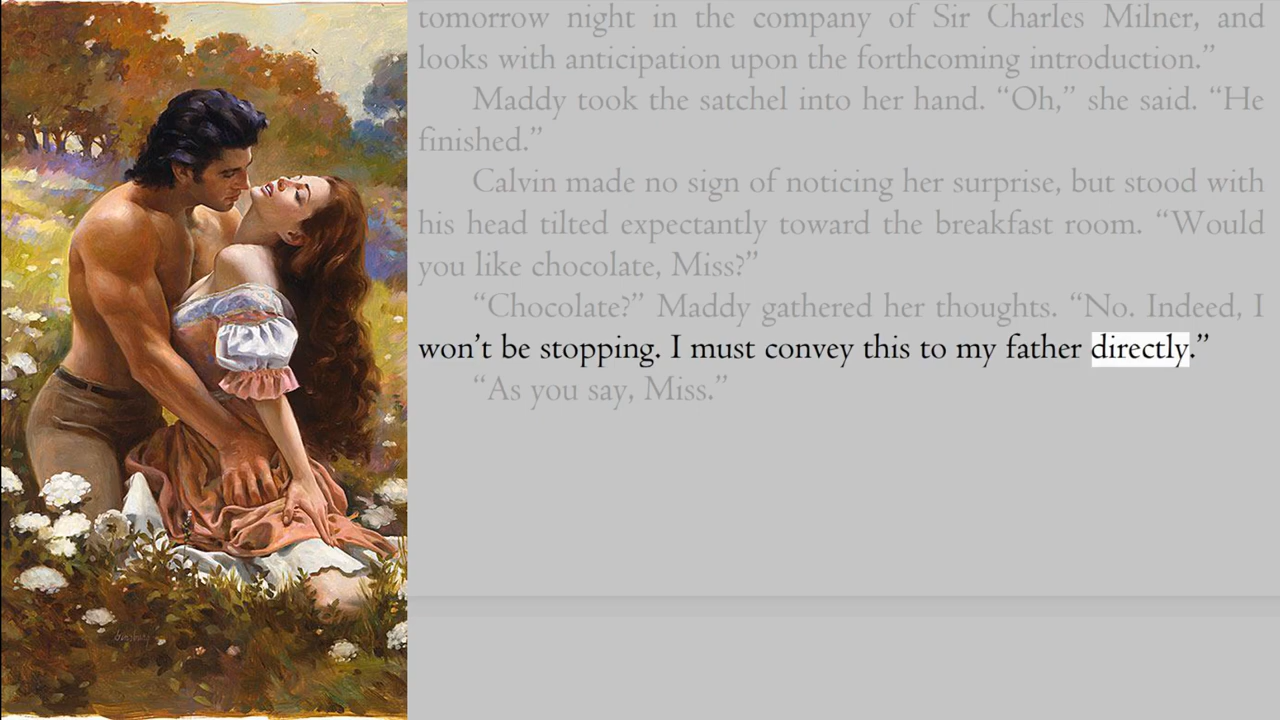 tomorrow night in the company of Sir Charles Milner, and
looks with anticipation upon the forthcoming introduction.”
Maddy took the satchel into her hand. “Oh,” she said. “He
finished.”
Calvin made no sign of noticing her surprise, but stood with
his head tilted expectantly toward the breakfast room. “Would
you like chocolate, Miss?”
“Chocolate?” Maddy gathered her thoughts. “No. Indeed, I
won’t be stopping. I must convey this to my father directly.”
“As you say, Miss.”